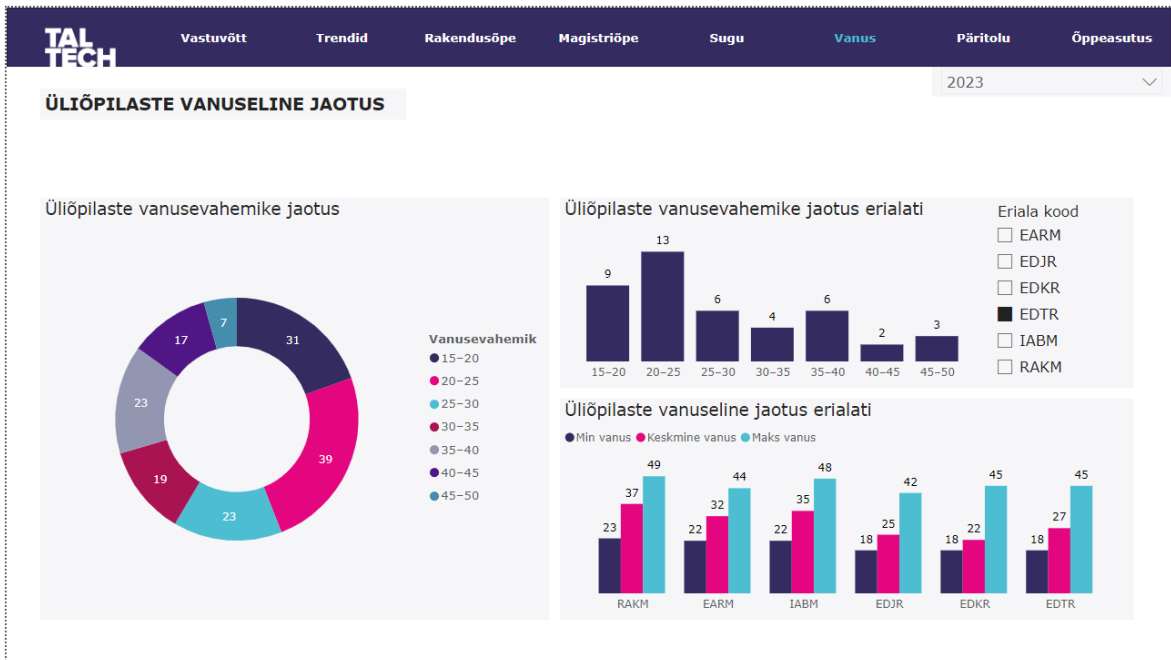 TAL
TECH
Vastuvõtt Trendid Rakendusõpe Magistriõpe Sugu Vanus Päritolu Õppeasutus
2023
ÜLIÕPILASTE VANUSELINE JAOTUS
Üliõpilaste vanusevahemike jaotus
31
39
23
19
23
17
7
Vanusevahemik
15–20
20–25
25–30
30–35
35–40
40–45
45–50
Üliõpilaste vanusevahemike jaotus erialati
9 13 6 4 6 2 3
15–20 20–25 25–30 30–35 35–40 40–45 45–50
Eriala kood
EARM
EDJR
EDKR
EDTR
IABM
RAKM
Üliõpilaste vanuseline jaotus erialati
Min vanus Keskmine vanus Maks vanus
23 37 49 22 32 44 22 35 48 18 25 42 18 22 45 18 27 45
RAKM EARM IABM EDJR EDKR EDTR